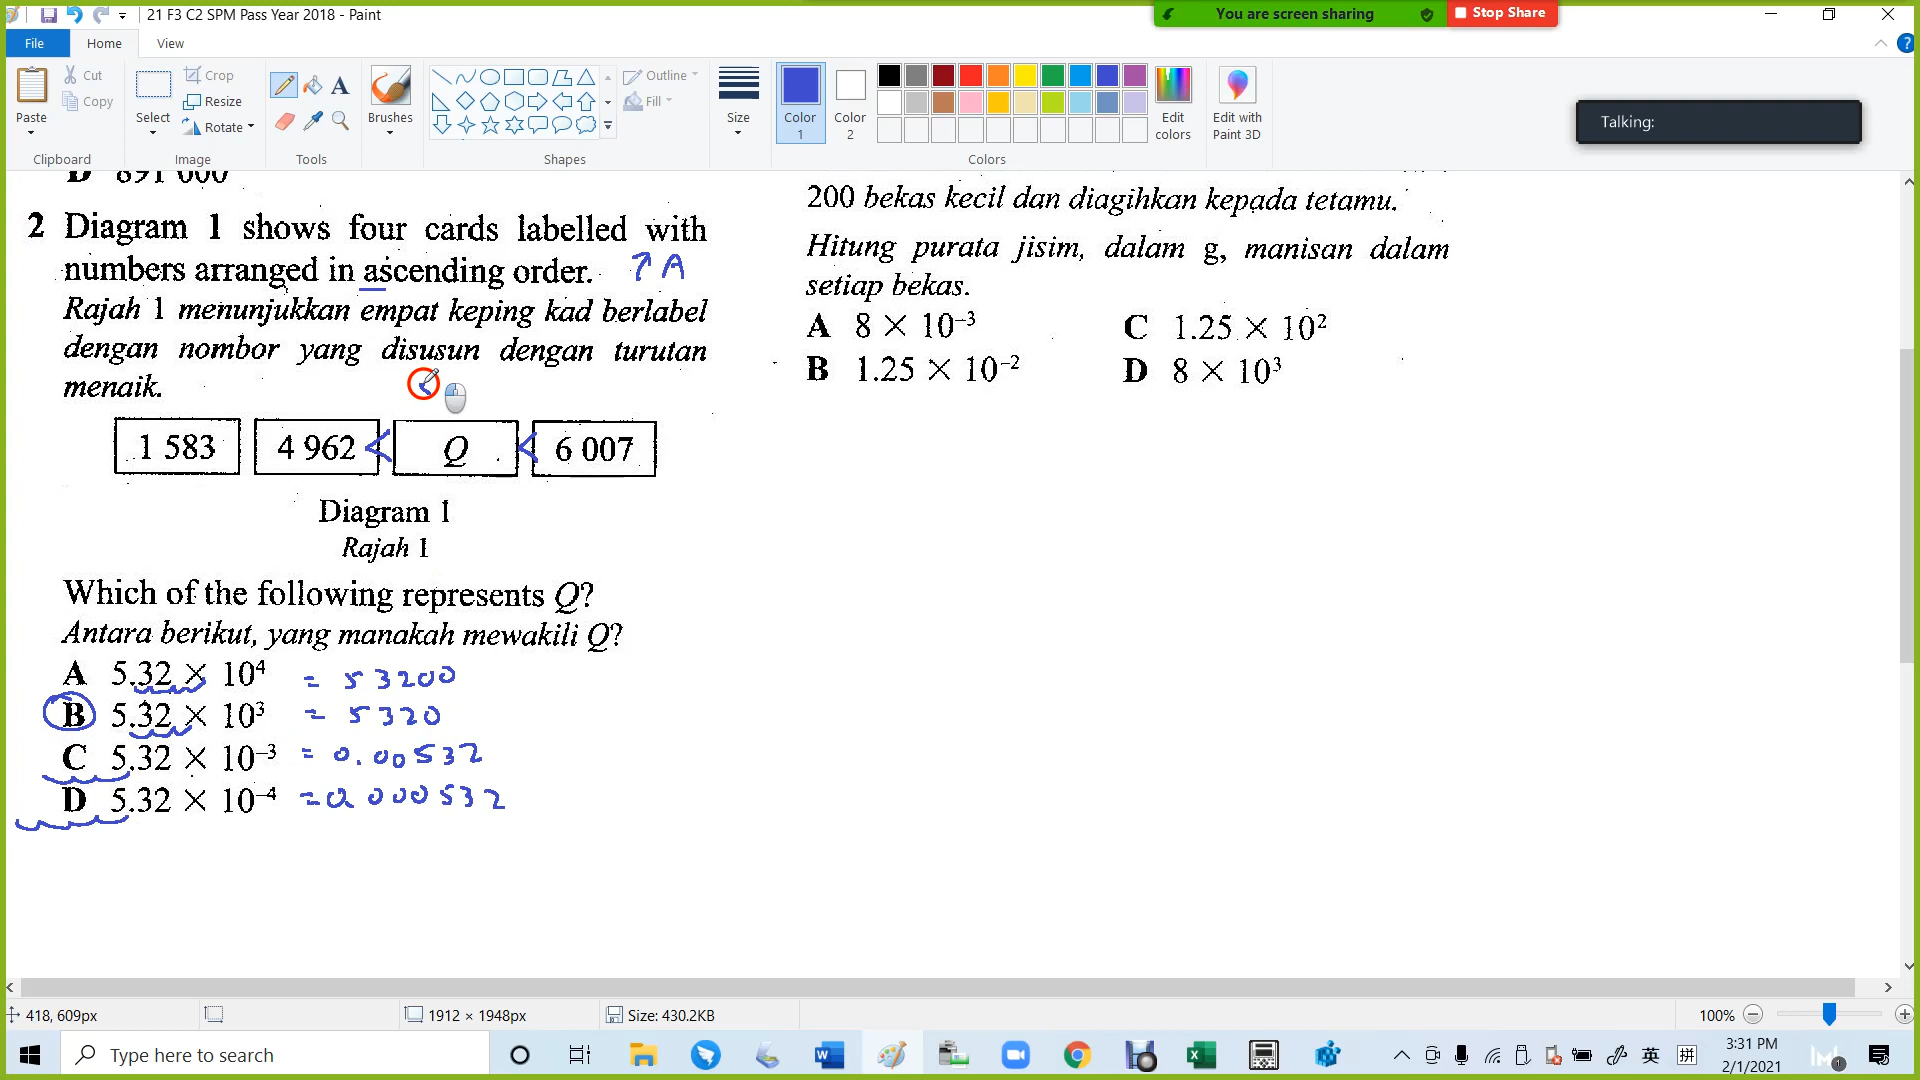 21 F3 C2 SPM Pass Year 2018 - Paint
You are screen sharing
Stop Share
File
Home
View
Paste
Cut
Copy
Clipboard
Select
Crop
Resize
Rotate
Image
Tools
Brushes
Shapes
Outline
Fill
Size
Color 1
Color 2
Colors
Edit colors
Edit with Paint 3D
Talking:
D 891 000
2 Diagram 1 shows four cards labelled with
numbers arranged in ascending order. ↑ A
Rajah 1 menunjukkan empat keping kad berlabel
dengan nombor yang disusun dengan turutan
menaik.
<
1 583 4 962 < Q < 6 007
Diagram 1
Rajah 1
Which of the following represents Q?
Antara berikut, yang manakah mewakili Q?
A 5.32 × 10⁴ = 53200
B 5.32 × 10³ = 5320
C 5.32 × 10⁻³ = 0.00532
D 5.32 × 10⁻⁴ = 0.000532
200 bekas kecil dan diagihkan kepada tetamu.
Hitung purata jisim, dalam g, manisan dalam
setiap bekas.
A 8 × 10⁻³ C 1.25 × 10²
B 1.25 × 10⁻² D 8 × 10³
418, 609px
1912 × 1948px
Size: 430.2KB
100%
Type here to search
英
拼
3:31 PM
2/1/2021
1